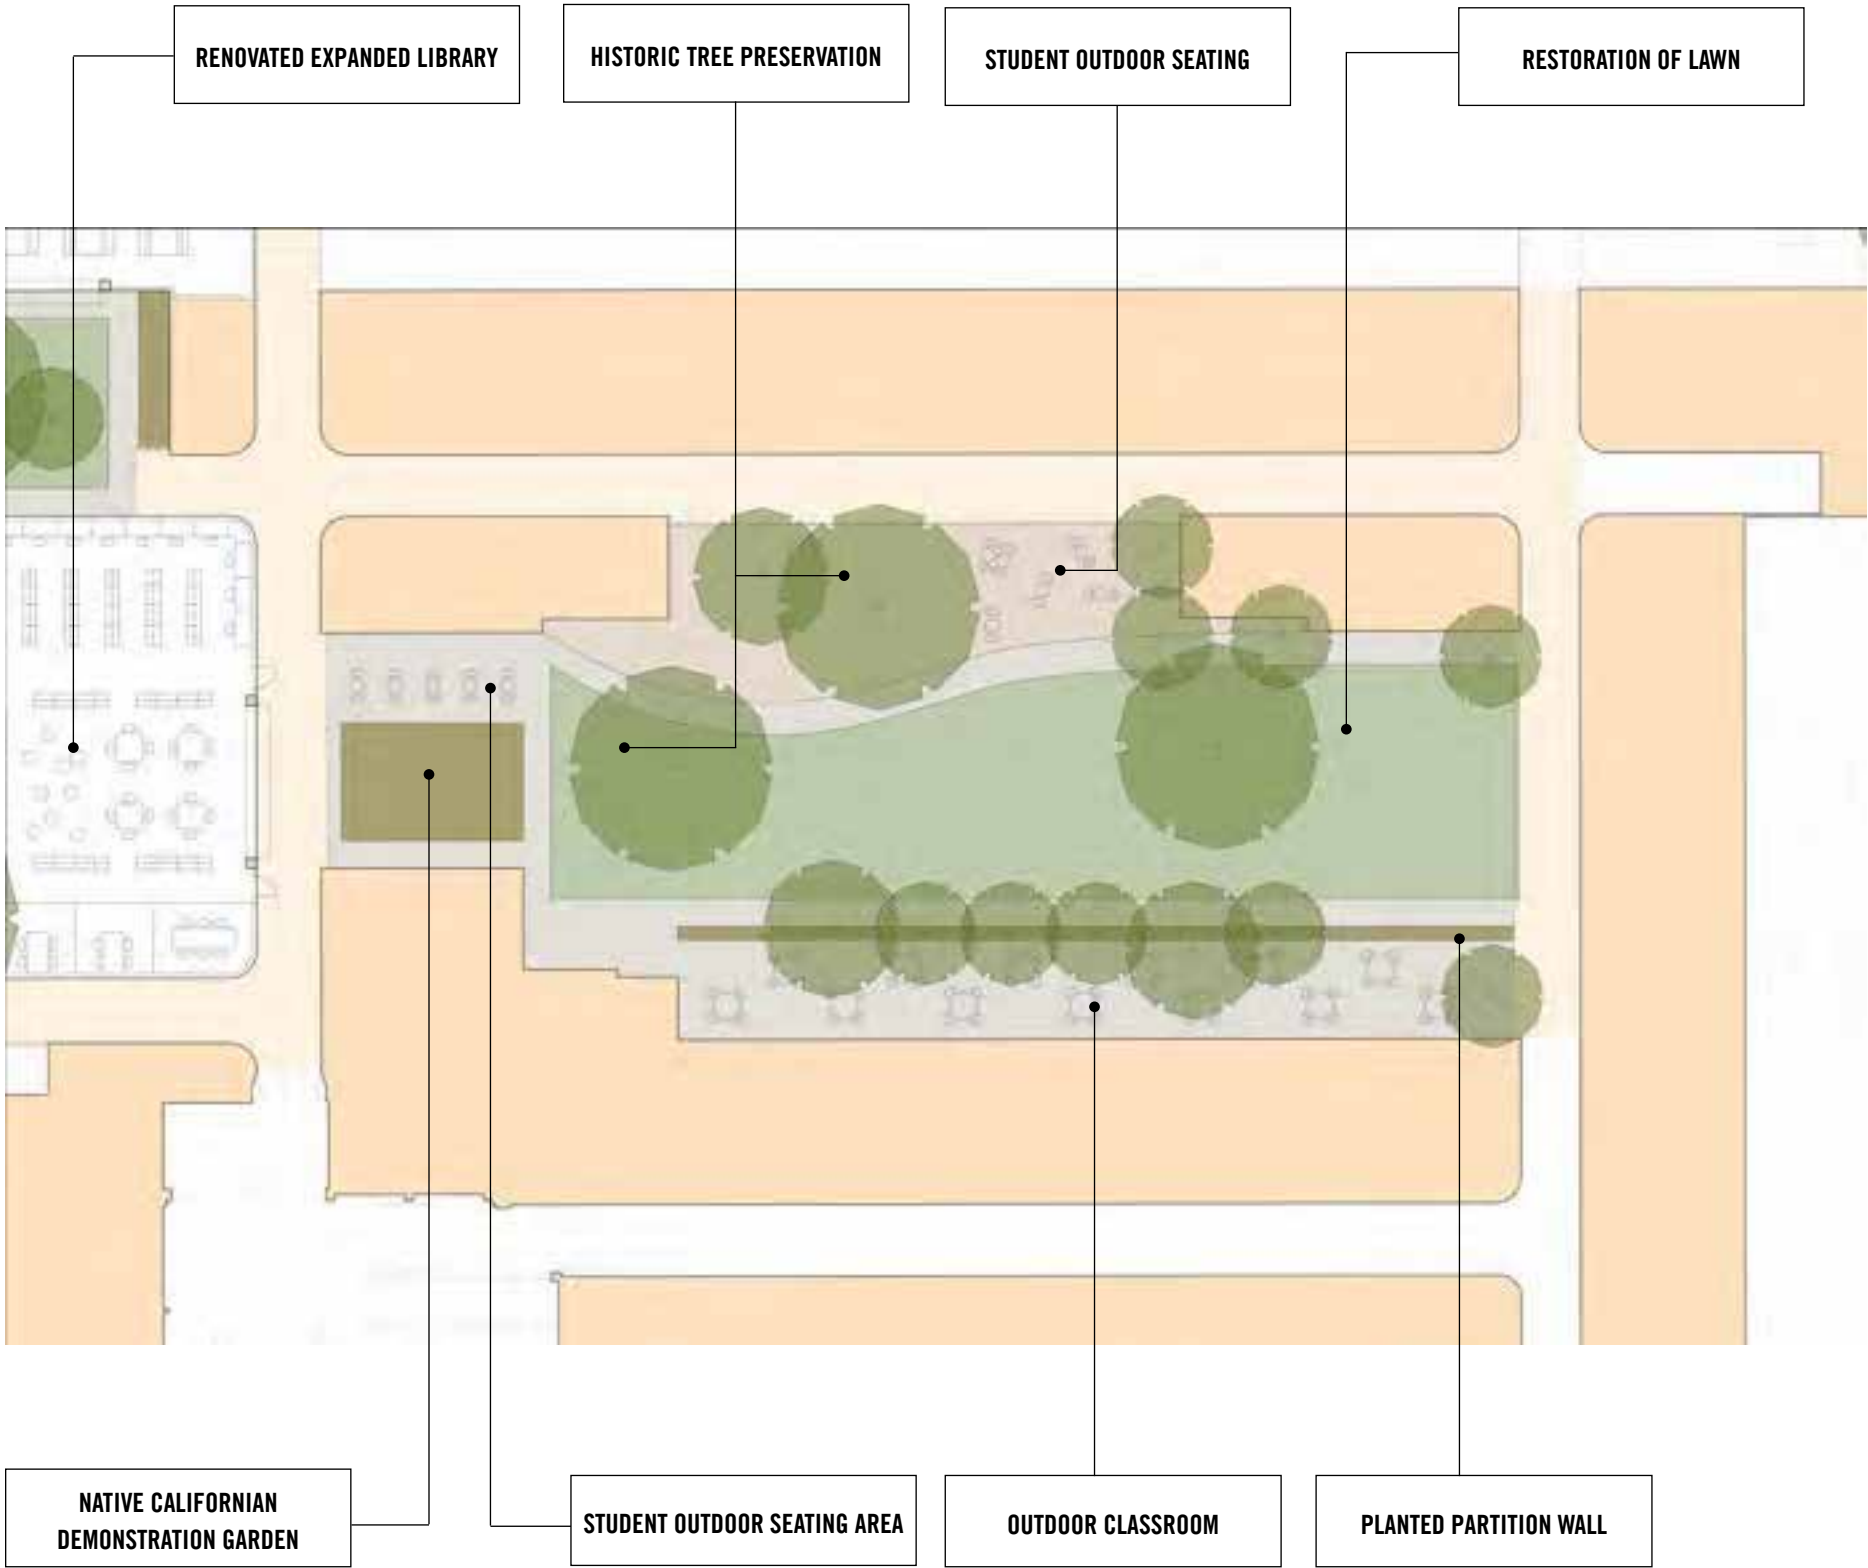 RENOVATED EXPANDED LIBRARY
HISTORIC TREE PRESERVATION
STUDENT OUTDOOR SEATING
RESTORATION OF LAWN
NATIVE CALIFORNIAN
DEMONSTRATION GARDEN
STUDENT OUTDOOR SEATING AREA
OUTDOOR CLASSROOM
PLANTED PARTITION WALL